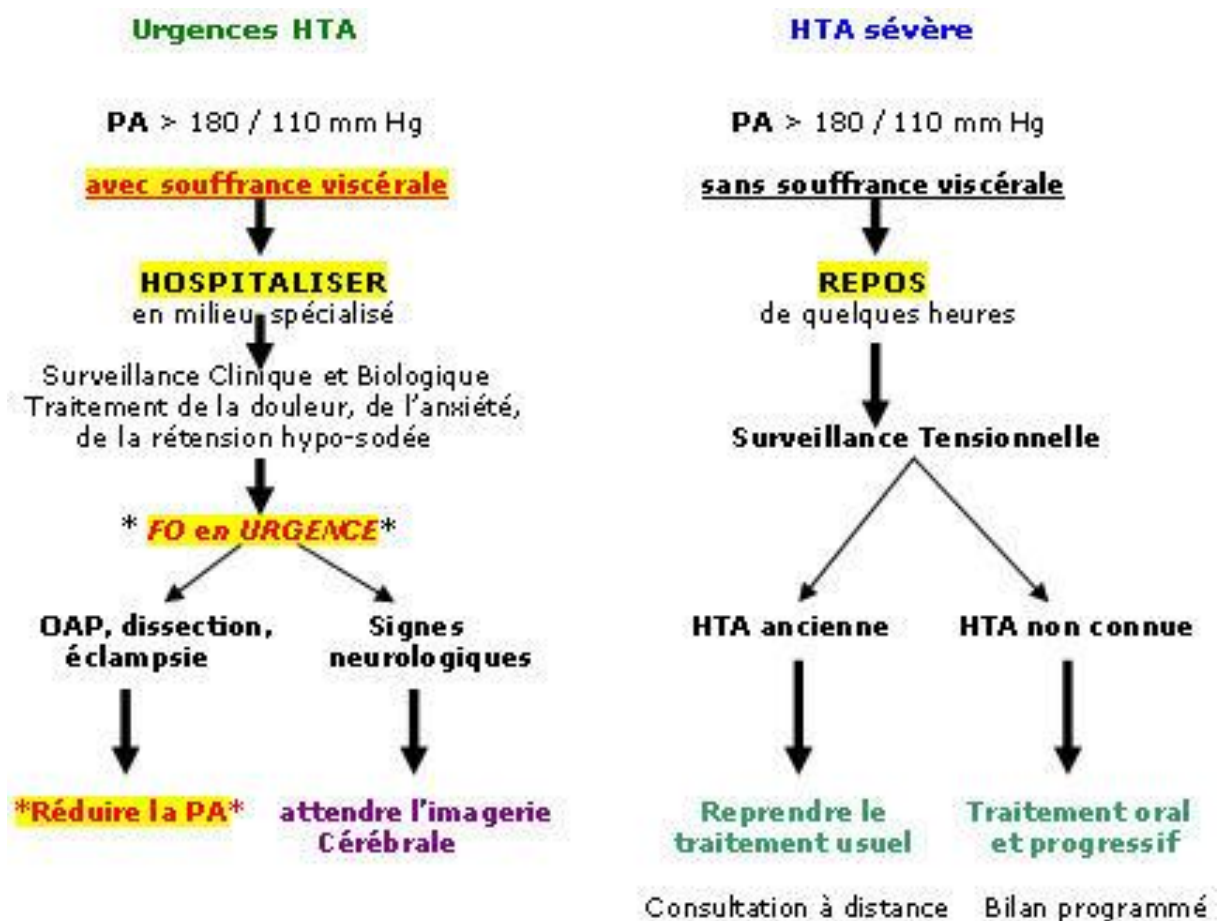 Urgences HTA
PA > 180 / 110 mm Hg
avec souffrance viscérale
HOSPITALISER
en milieu spécialisé
Surveillance Clinique et Biologique
Traitement de la douleur, de l'anxiété,
de la rétension hypo-sodée
* FO en URGENCE*
OAP, dissection,
éclampsie
Signes
neurologiques
*Réduire la PA*
attendre l'imagerie
Cérébrale
HTA sévère
PA > 180 / 110 mm Hg
sans souffrance viscérale
REPOS
de quelques heures
Surveillance Tensionnelle
HTA ancienne
HTA non connue
Reprendre le
traitement usuel
Traitement oral
et progressif
Consultation à distance
Bilan programmé